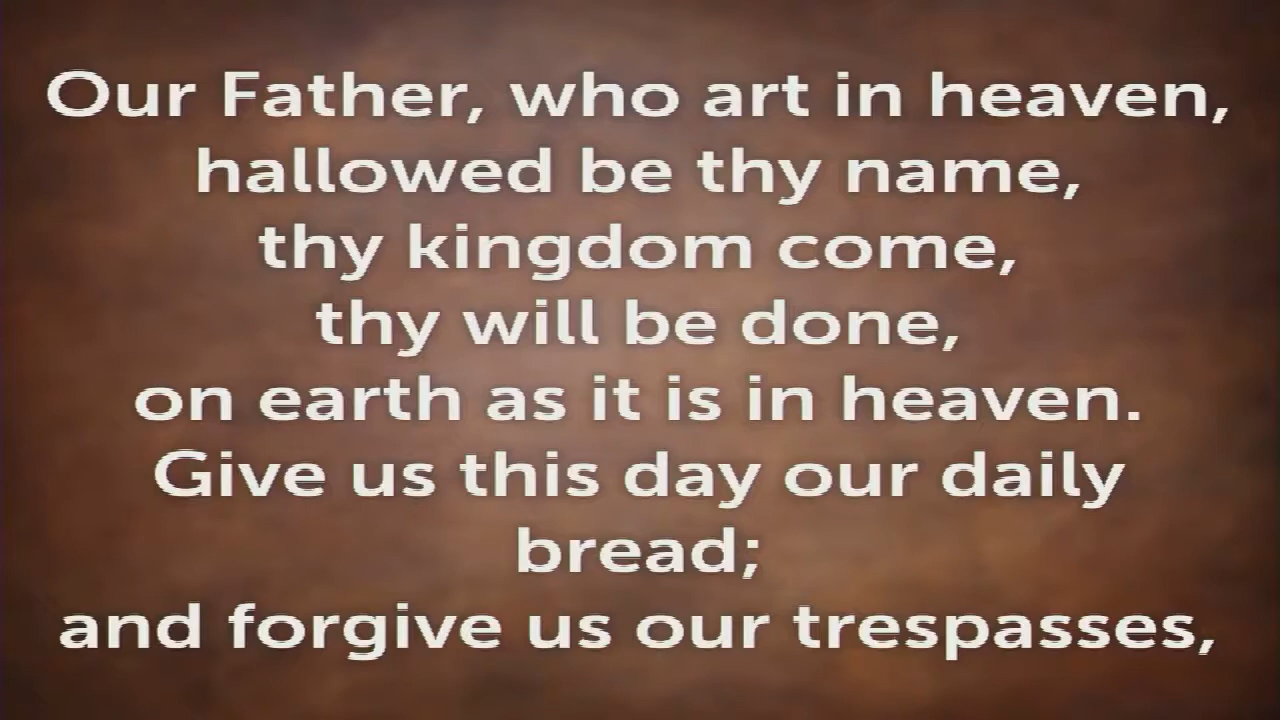 Our Father, who art in heaven,
hallowed be thy name,
thy kingdom come,
thy will be done,
on earth as it is in heaven.
Give us this day our daily
bread;
and forgive us our trespasses,